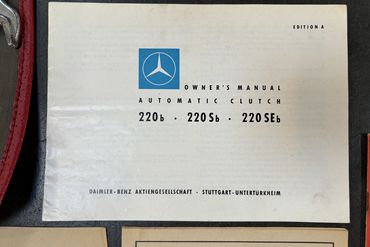 EDITION A
OWNER'S MANUAL
AUTOMATIC CLUTCH
220b · 220Sb · 220SEb
DAIMLER-BENZ AKTIENGESELLSCHAFT · STUTTGART-UNTERTÜRKHEIM